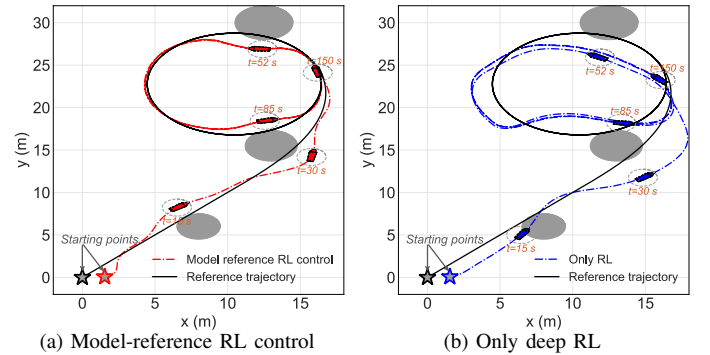 y (m)
35
30
25
20
15
10
5
0
t=52 s
t=150 s
t=85 s
t=30 s
t=15 s
Starting points
Model reference RL control
Reference trajectory
0 5 10 15
x (m)
(a) Model-reference RL control
y (m)
30
25
20
15
10
5
0
t=52 s
t=150 s
t=85 s
t=30 s
t=15 s
Starting points
Only RL
Reference trajectory
0 5 10 15
x (m)
(b) Only deep RL